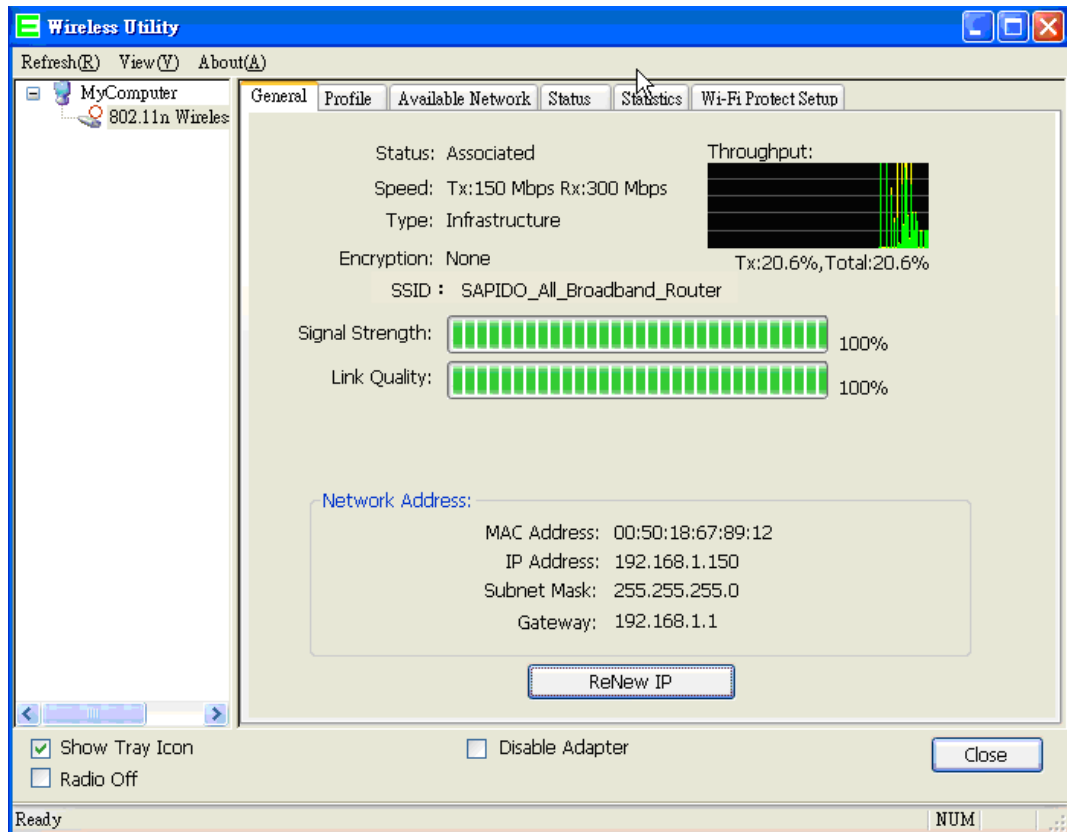 Wireless Utility
Refresh(R) View(V) About(A)
MyComputer
802.11n Wireles
General Profile Available Network Status Statistics Wi-Fi Protect Setup
Status: Associated
Speed: Tx:150 Mbps Rx:300 Mbps
Type: Infrastructure
Encryption: None
SSID： SAPIDO_All_Broadband_Router
Throughput:
Tx:20.6%,Total:20.6%
Signal Strength: 100%
Link Quality: 100%
Network Address:
MAC Address: 00:50:18:67:89:12
IP Address: 192.168.1.150
Subnet Mask: 255.255.255.0
Gateway: 192.168.1.1
ReNew IP
Show Tray Icon
Radio Off
Disable Adapter
Close
Ready
NUM